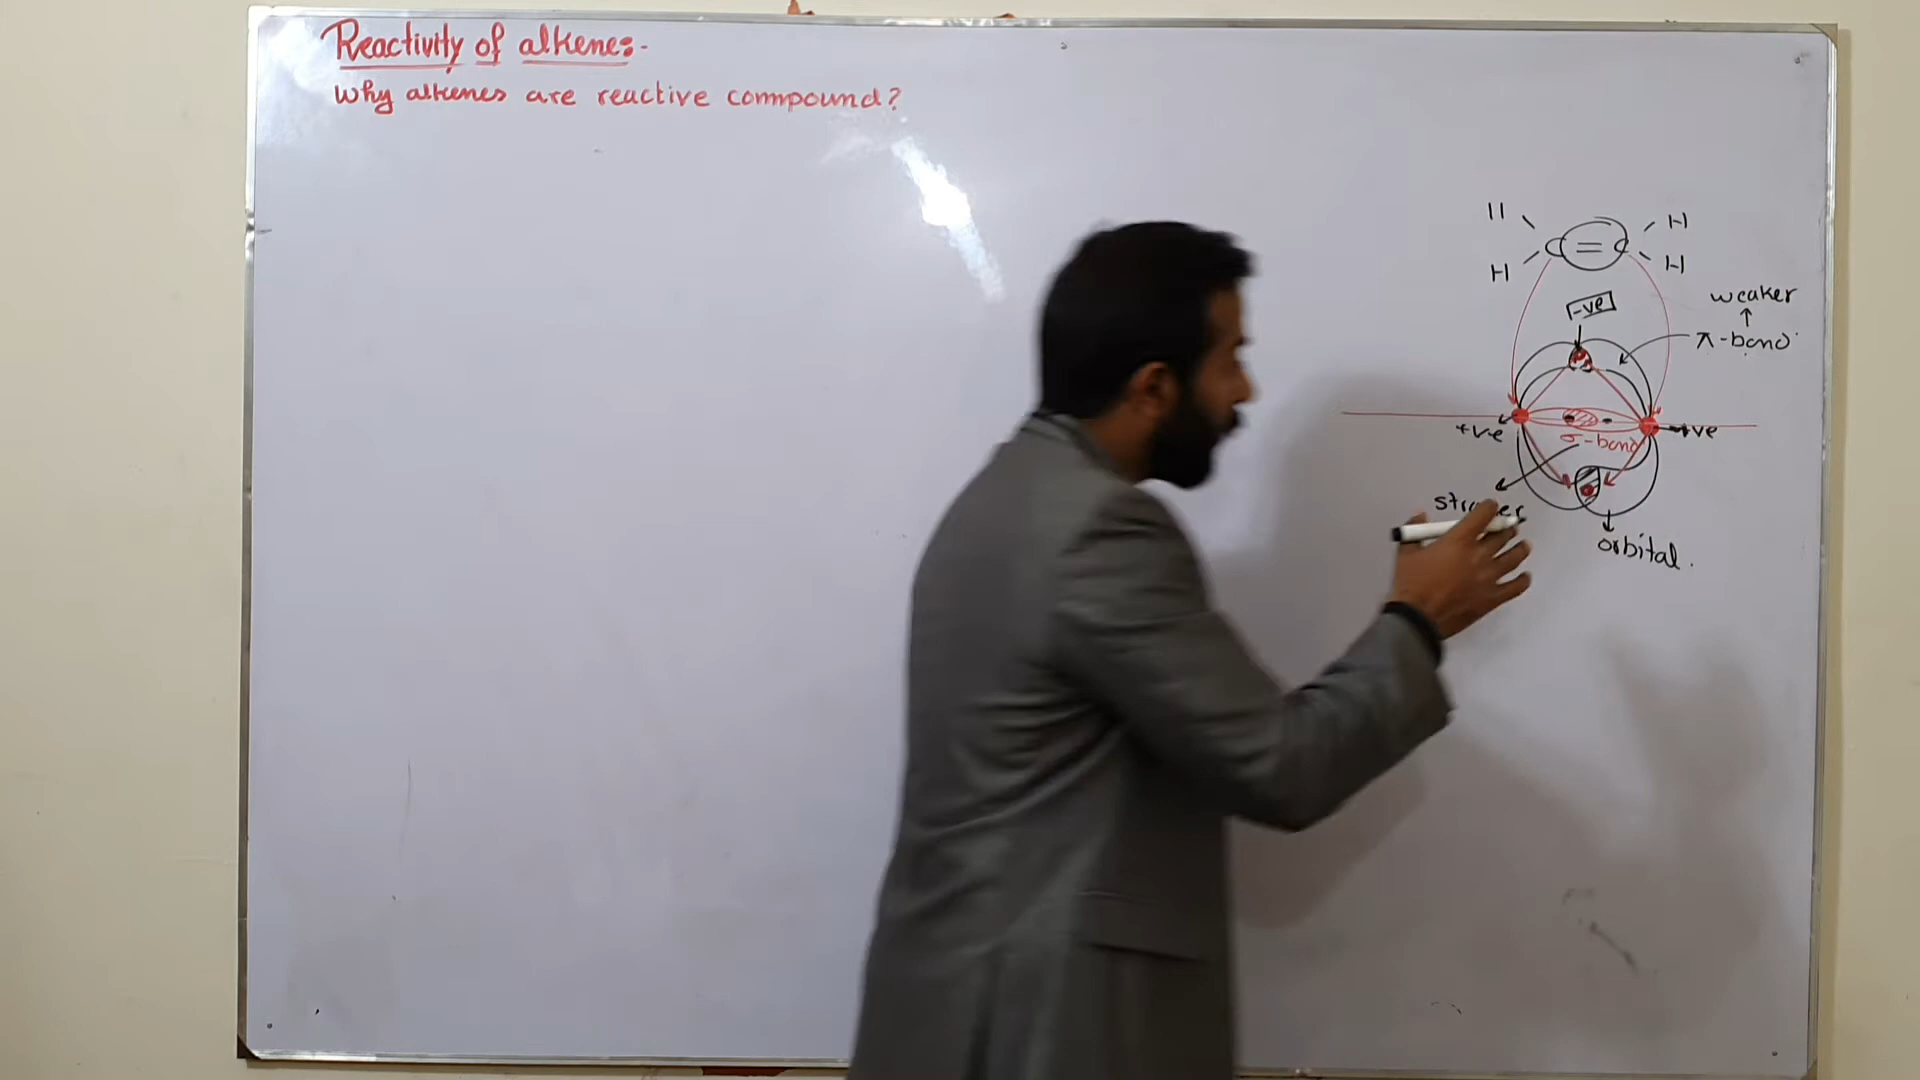 Reactivity of alkenes:-
Why alkenes are reactive compound?
H H
C = C
H H
-ve
weaker
π-bond
+ve +ve
σ-bond
orbital.